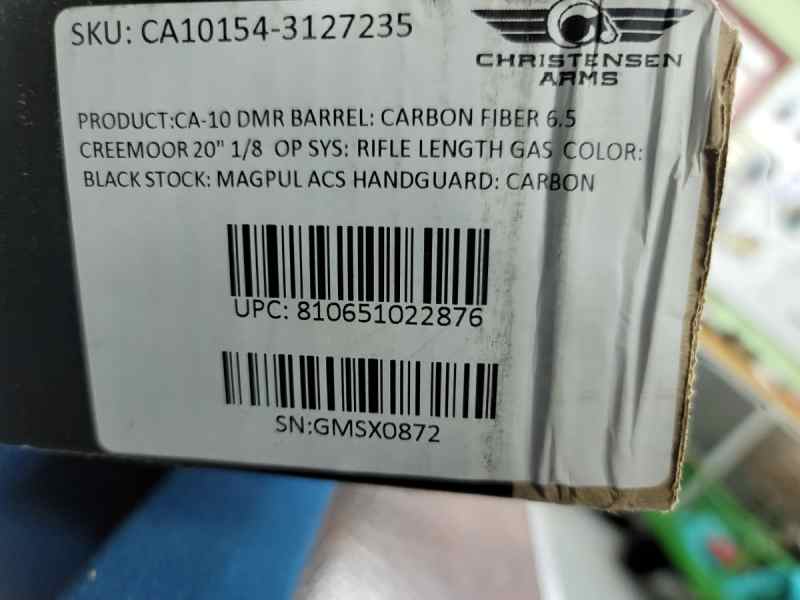 SKU: CA10154-3127235
CHRISTENSEN
ARMS
PRODUCT:CA-10 DMR BARREL: CARBON FIBER 6.5
CREEMOOR 20" 1/8 OP SYS: RIFLE LENGTH GAS COLOR:
BLACK STOCK: MAGPUL ACS HANDGUARD: CARBON
UPC: 810651022876
SN:GMSX0872